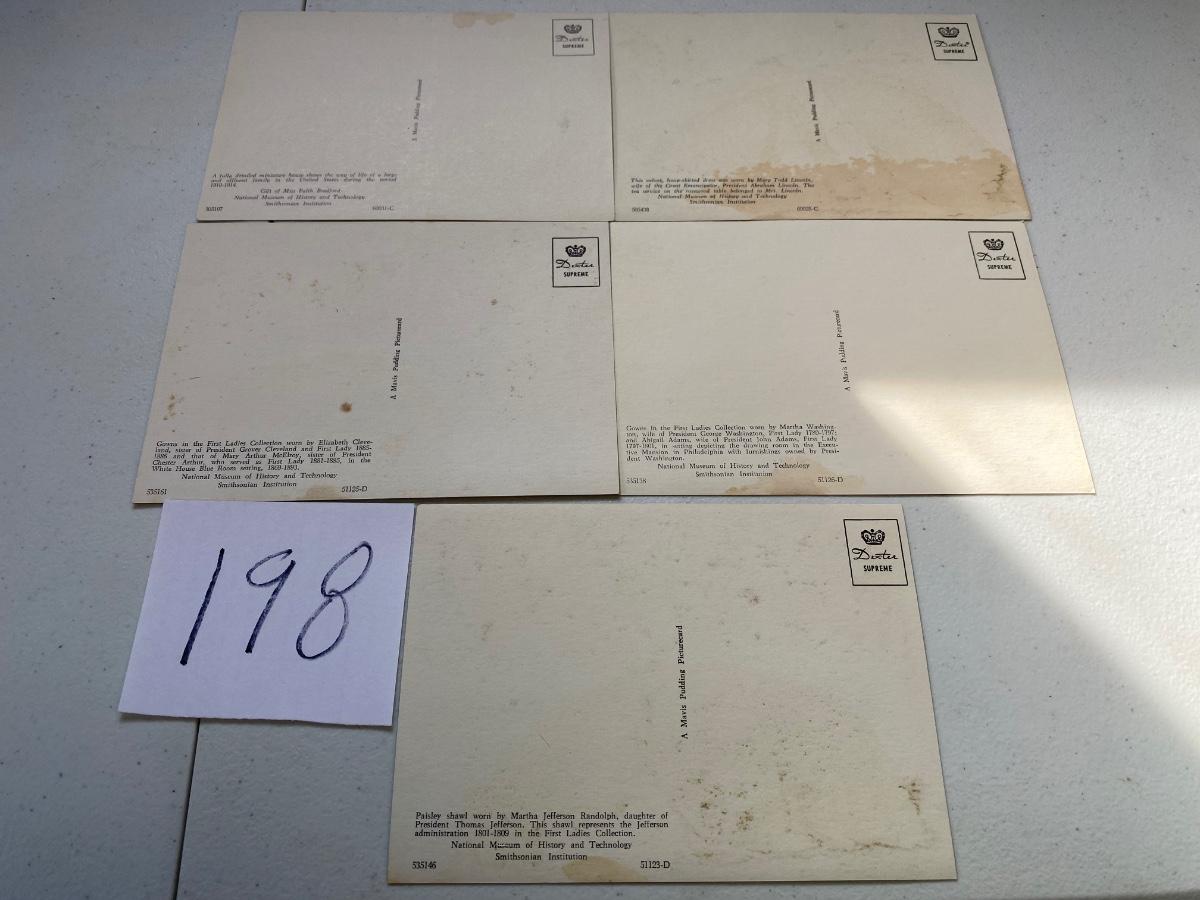 Dexter
SUPREME
A Mavis Pudding Picturecard
A fully detailed miniature house shows the way of life of a large
and affluent family in the United States during the period
1910-1914.
Gift of Miss Faith Bradford
National Museum of History and Technology
Smithsonian Institution
Dexter
SUPREME
A Mavis Pudding Picturecard
This velvet, hoop-skirted dress was worn by Mary Todd Lincoln,
wife of the Great Emancipator, President Abraham Lincoln. The
tea service on the table belonged to Mrs. Lincoln.
National Museum of History and Technology
Smithsonian Institution
Dexter
SUPREME
A Mavis Pudding Picturecard
Gowns in the First Ladies Collection worn by Elizabeth Cleve-
land, sister of President Grover Cleveland and First Lady 1885-
1886 and that of Mary Arthur McElroy, sister of President
Chester Arthur, who served as First Lady 1881-1885, in the
White House Blue Room setting, 1869-1893.
National Museum of History and Technology
Smithsonian Institution
535161 51125-D
Dexter
SUPREME
A Mavis Pudding Picturecard
Gowns in the First Ladies Collection worn by Martha Washing-
ton, wife of President George Washington, First Lady 1789-1797;
and Abigail Adams, wife of President John Adams, First Lady
1797-1801, in setting depicting the drawing room in the Execu-
tive Mansion in Philadelphia with furnishings owned by Presi-
dent Washington.
National Museum of History and Technology
Smithsonian Institution
51126-D
198
Dexter
SUPREME
A Mavis Pudding Picturecard
Paisley shawl worn by Martha Jefferson Randolph, daughter of
President Thomas Jefferson. This shawl represents the Jefferson
administration 1801-1809 in the First Ladies Collection.
National Museum of History and Technology
Smithsonian Institution
535146 51123-D